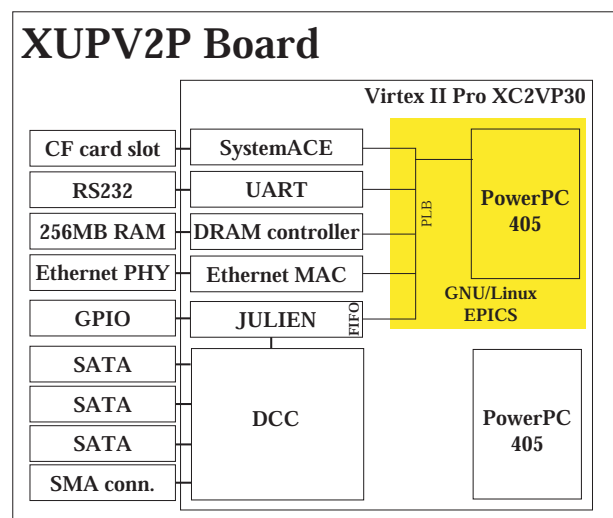 XUPV2P Board
Virtex II Pro XC2VP30
CF card slot
SystemACE
RS232
UART
256MB RAM
DRAM controller
Ethernet PHY
Ethernet MAC
GPIO
JULIEN
FIFO
PLB
PowerPC
405
GNU/Linux
EPICS
SATA
SATA
SATA
SMA conn.
DCC
PowerPC
405